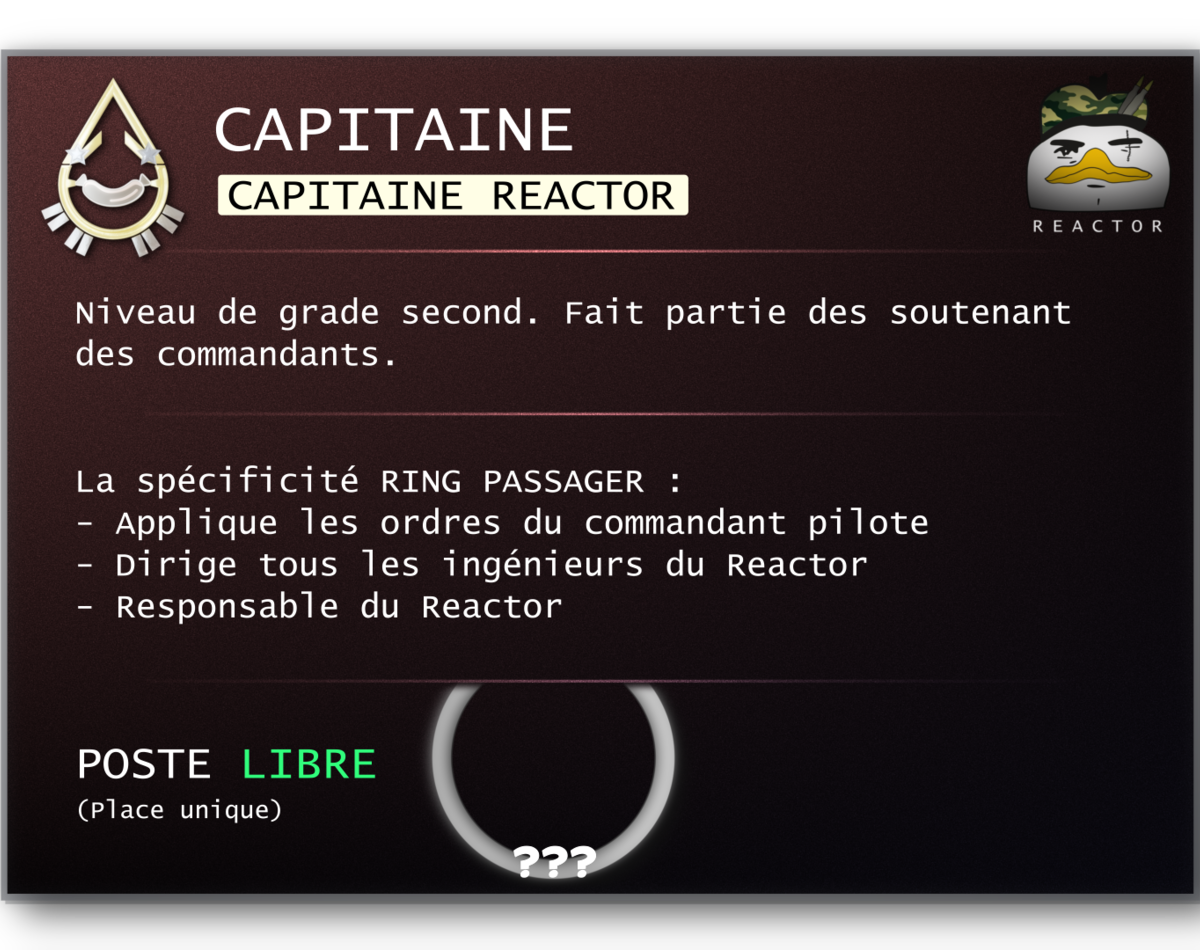 CAPITAINE
CAPITAINE REACTOR
REACTOR
Niveau de grade second. Fait partie des soutenant
des commandants.
La spécificité RING PASSAGER :
- Applique les ordres du commandant pilote
- Dirige tous les ingénieurs du Reactor
- Responsable du Reactor
POSTE LIBRE
(Place unique)
???